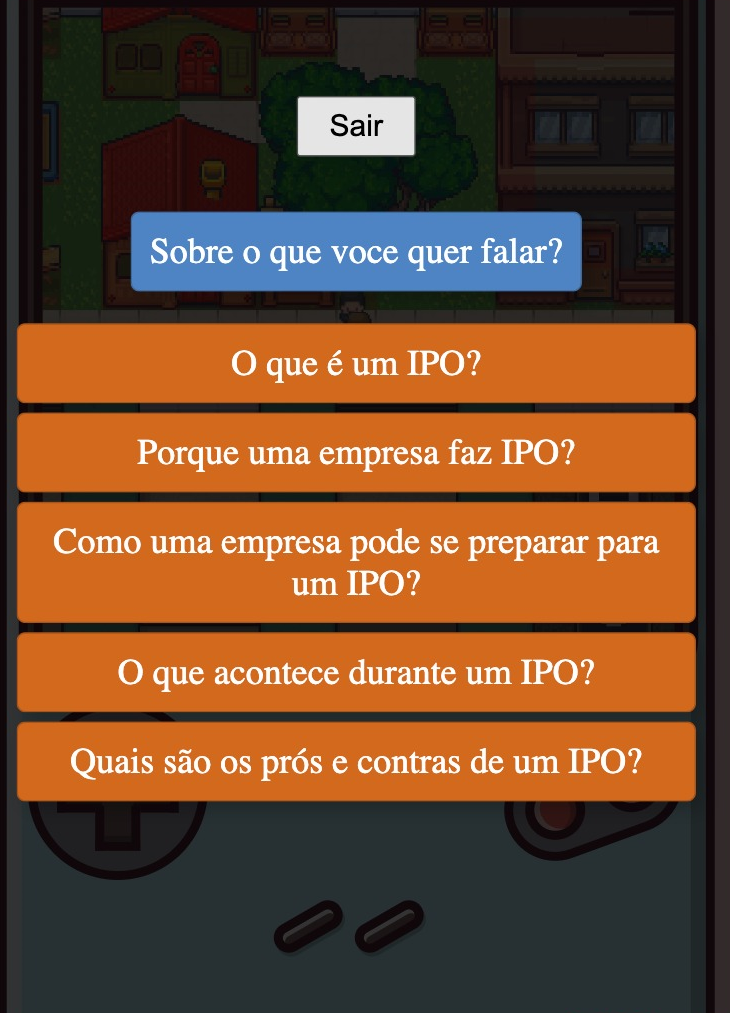 Sair
Sobre o que voce quer falar?
O que é um IPO?
Porque uma empresa faz IPO?
Como uma empresa pode se preparar para
um IPO?
O que acontece durante um IPO?
Quais são os prós e contras de um IPO?